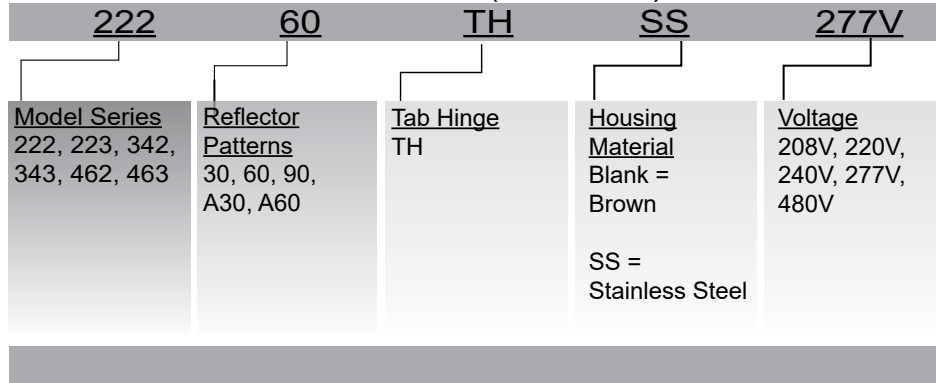 222 60 TH SS 277V
Model Series
222, 223, 342,
343, 462, 463
Reflector
Patterns
30, 60, 90,
A30, A60
Tab Hinge
TH
Housing
Material
Blank =
Brown
SS =
Stainless Steel
Voltage
208V, 220V,
240V, 277V,
480V